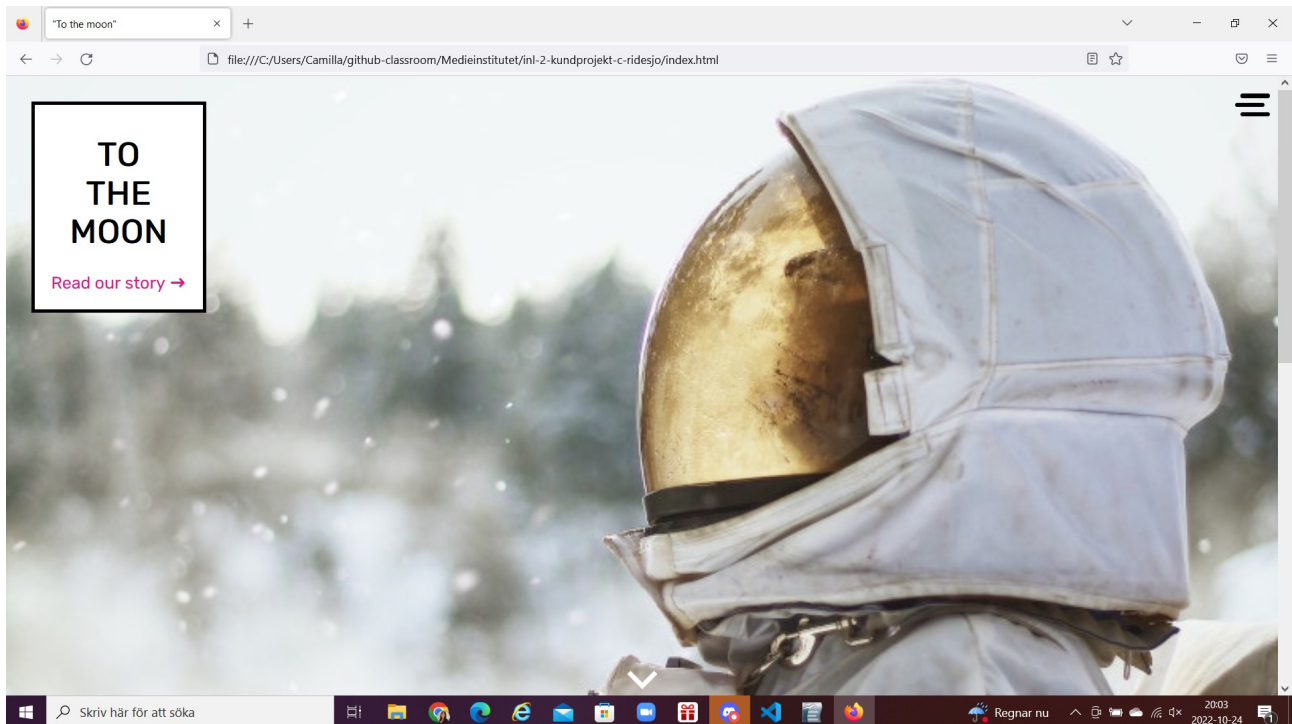 "To the moon"
file:///C:/Users/Camilla/github-classroom/Medieinstitutet/inl-2-kundprojekt-c-ridesjo/index.html
TO
THE
MOON
Read our story →
Skriv här för att söka
Regnar nu
20:03
2022-10-24
1